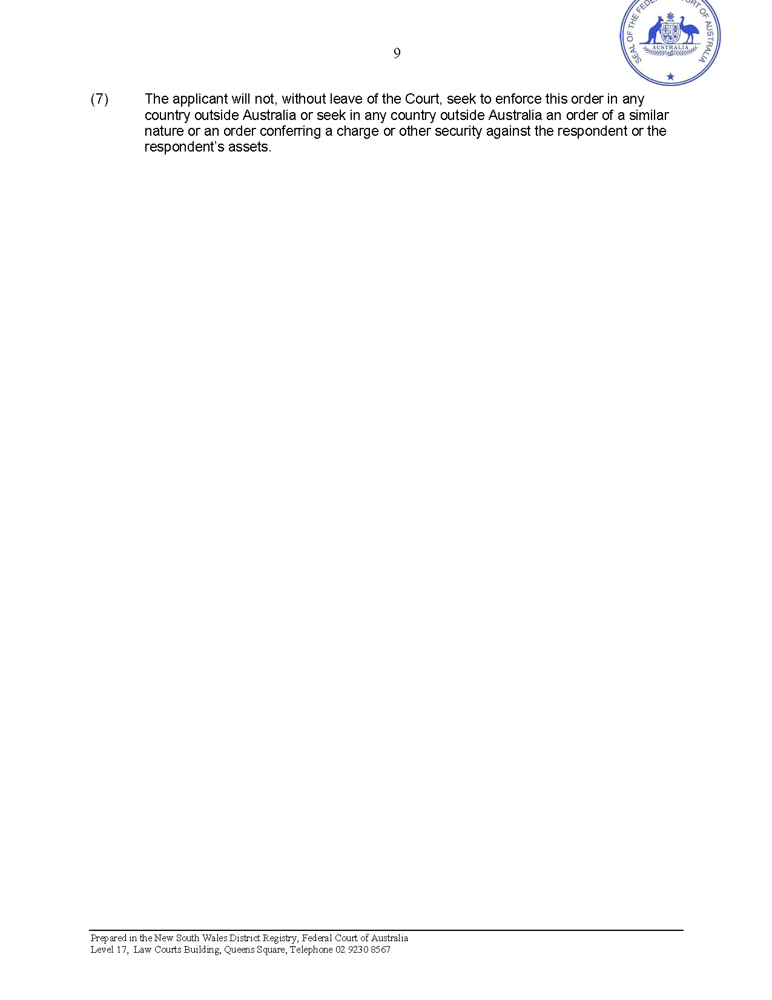 SEAL OF THE FEDERAL COURT OF AUSTRALIA
AUSTRALIA
9
(7) The applicant will not, without leave of the Court, seek to enforce this order in any
country outside Australia or seek in any country outside Australia an order of a similar
nature or an order conferring a charge or other security against the respondent or the
respondent’s assets.
Prepared in the New South Wales District Registry, Federal Court of Australia
Level 17, Law Courts Building, Queens Square, Telephone 02 9230 8567